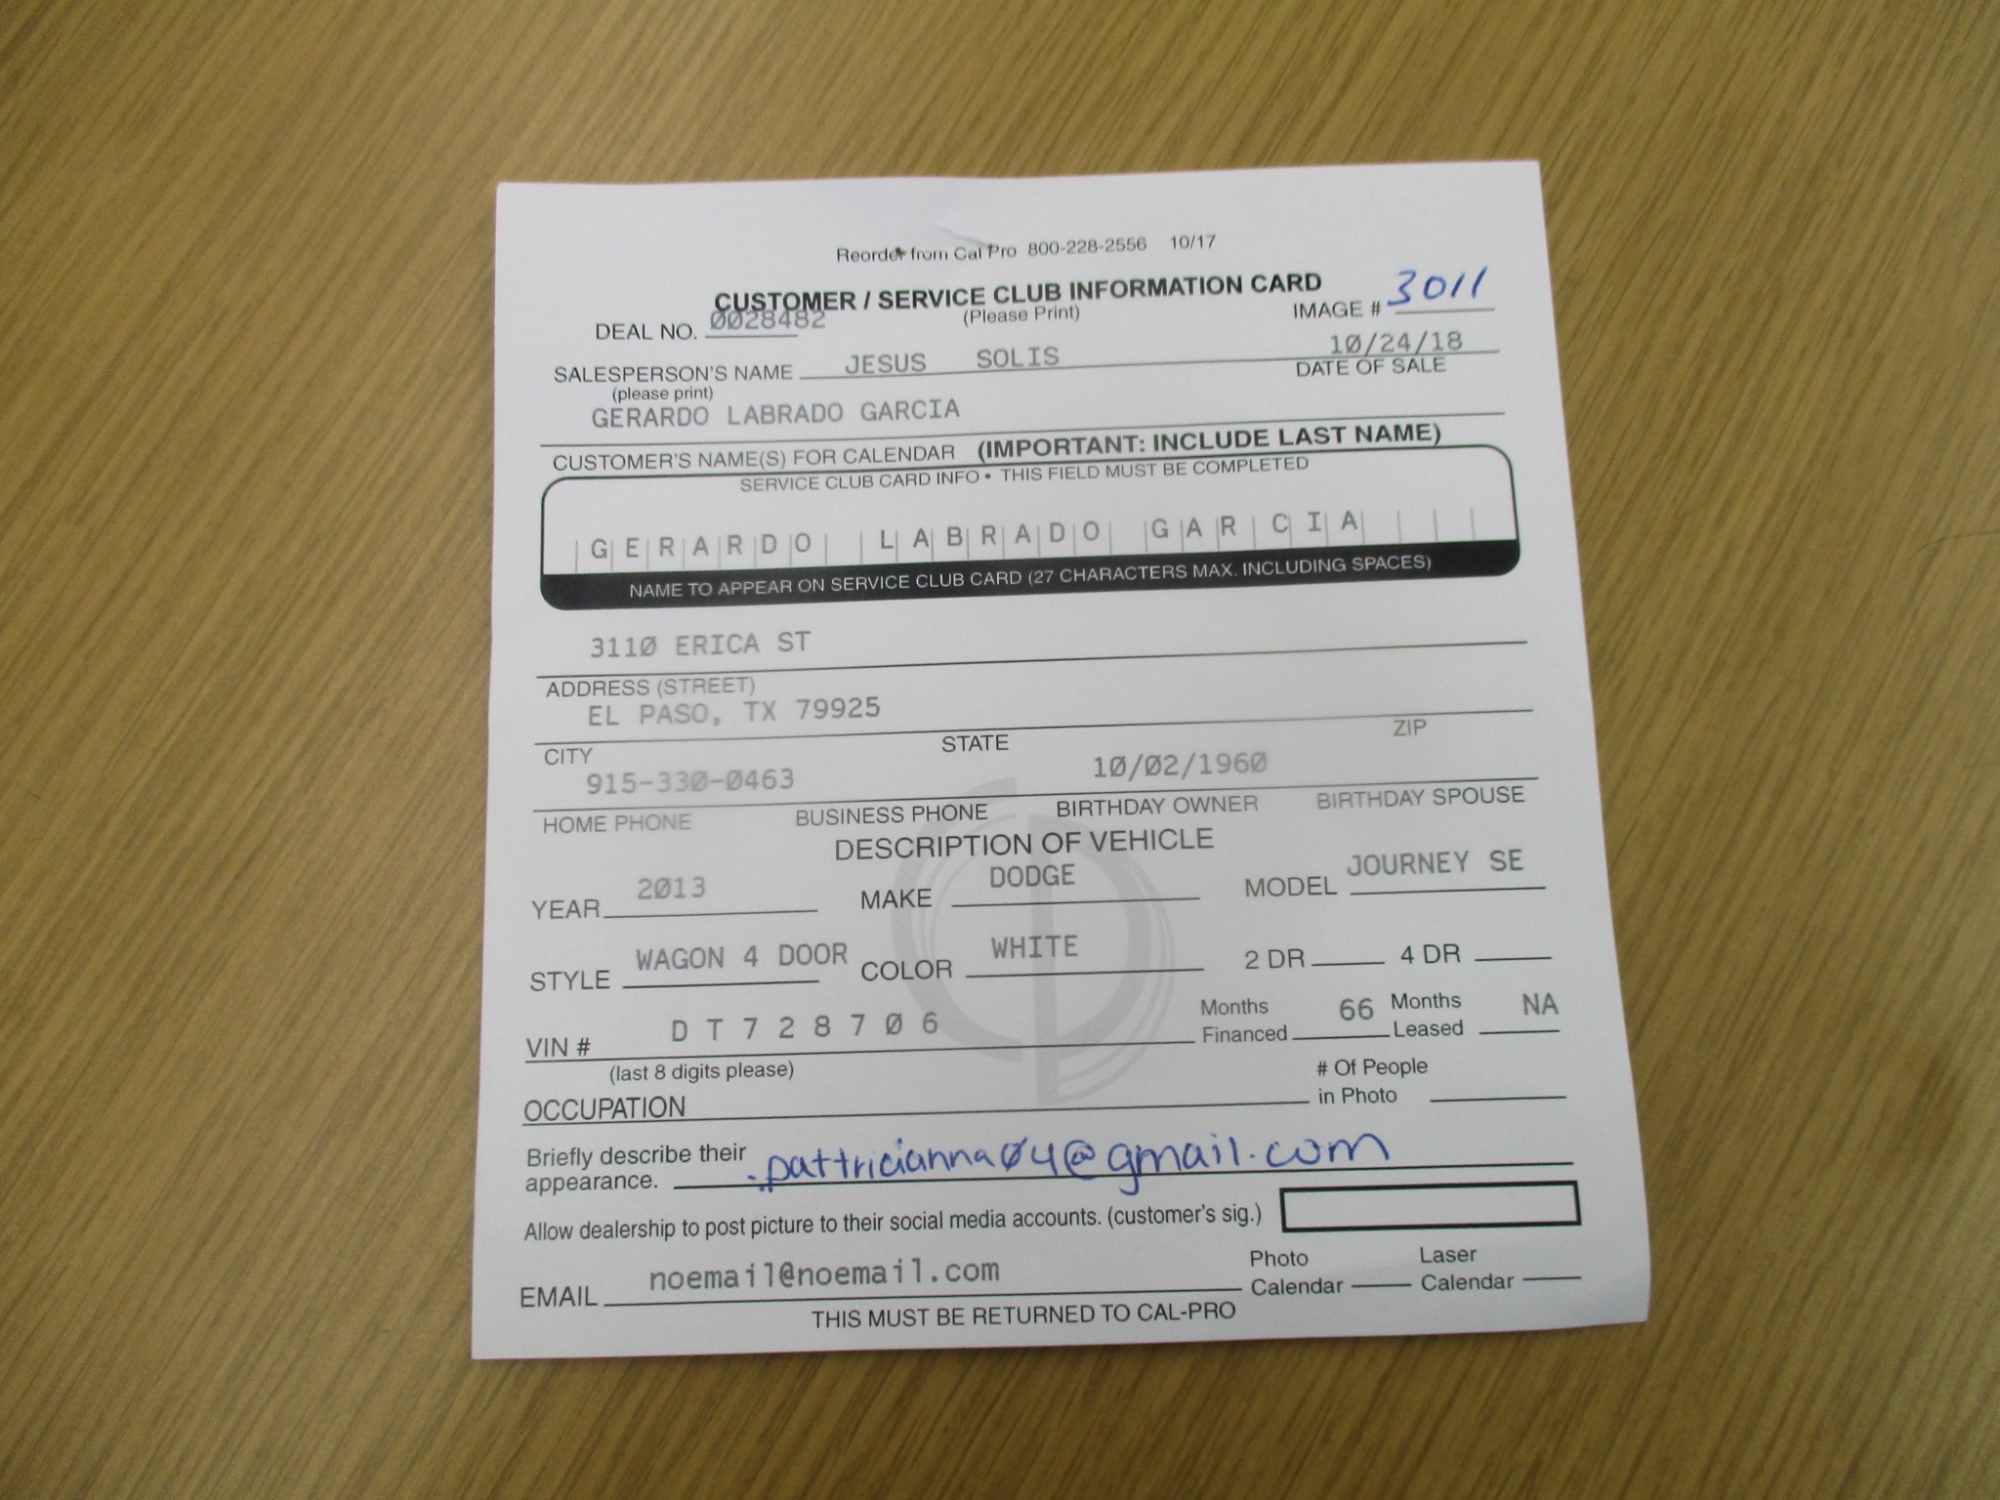 Reorder from Cal Pro 800-228-2556 10/17
CUSTOMER / SERVICE CLUB INFORMATION CARD
DEAL NO. 0028482 (Please Print) IMAGE # 3011
SALESPERSON'S NAME JESUS SOLIS 10/24/18
(please print) DATE OF SALE
GERARDO LABRADO GARCIA
CUSTOMER'S NAME(S) FOR CALENDAR (IMPORTANT: INCLUDE LAST NAME)
SERVICE CLUB CARD INFO • THIS FIELD MUST BE COMPLETED
GERARDO LABRADO GARCIA
NAME TO APPEAR ON SERVICE CLUB CARD (27 CHARACTERS MAX. INCLUDING SPACES)
3110 ERICA ST
ADDRESS (STREET)
EL PASO, TX 79925
CITY STATE ZIP
915-330-0463 10/02/1960
HOME PHONE BUSINESS PHONE BIRTHDAY OWNER BIRTHDAY SPOUSE
DESCRIPTION OF VEHICLE
YEAR 2013 MAKE DODGE MODEL JOURNEY SE
STYLE WAGON 4 DOOR COLOR WHITE 2 DR 4 DR
VIN # DT728706 Months Financed 66 Months Leased NA
(last 8 digits please)
OCCUPATION # Of People in Photo
Briefly describe their appearance. pattricianna04@gmail.com
Allow dealership to post picture to their social media accounts. (customer's sig.)
EMAIL noemail@noemail.com Photo Calendar Laser Calendar
THIS MUST BE RETURNED TO CAL-PRO